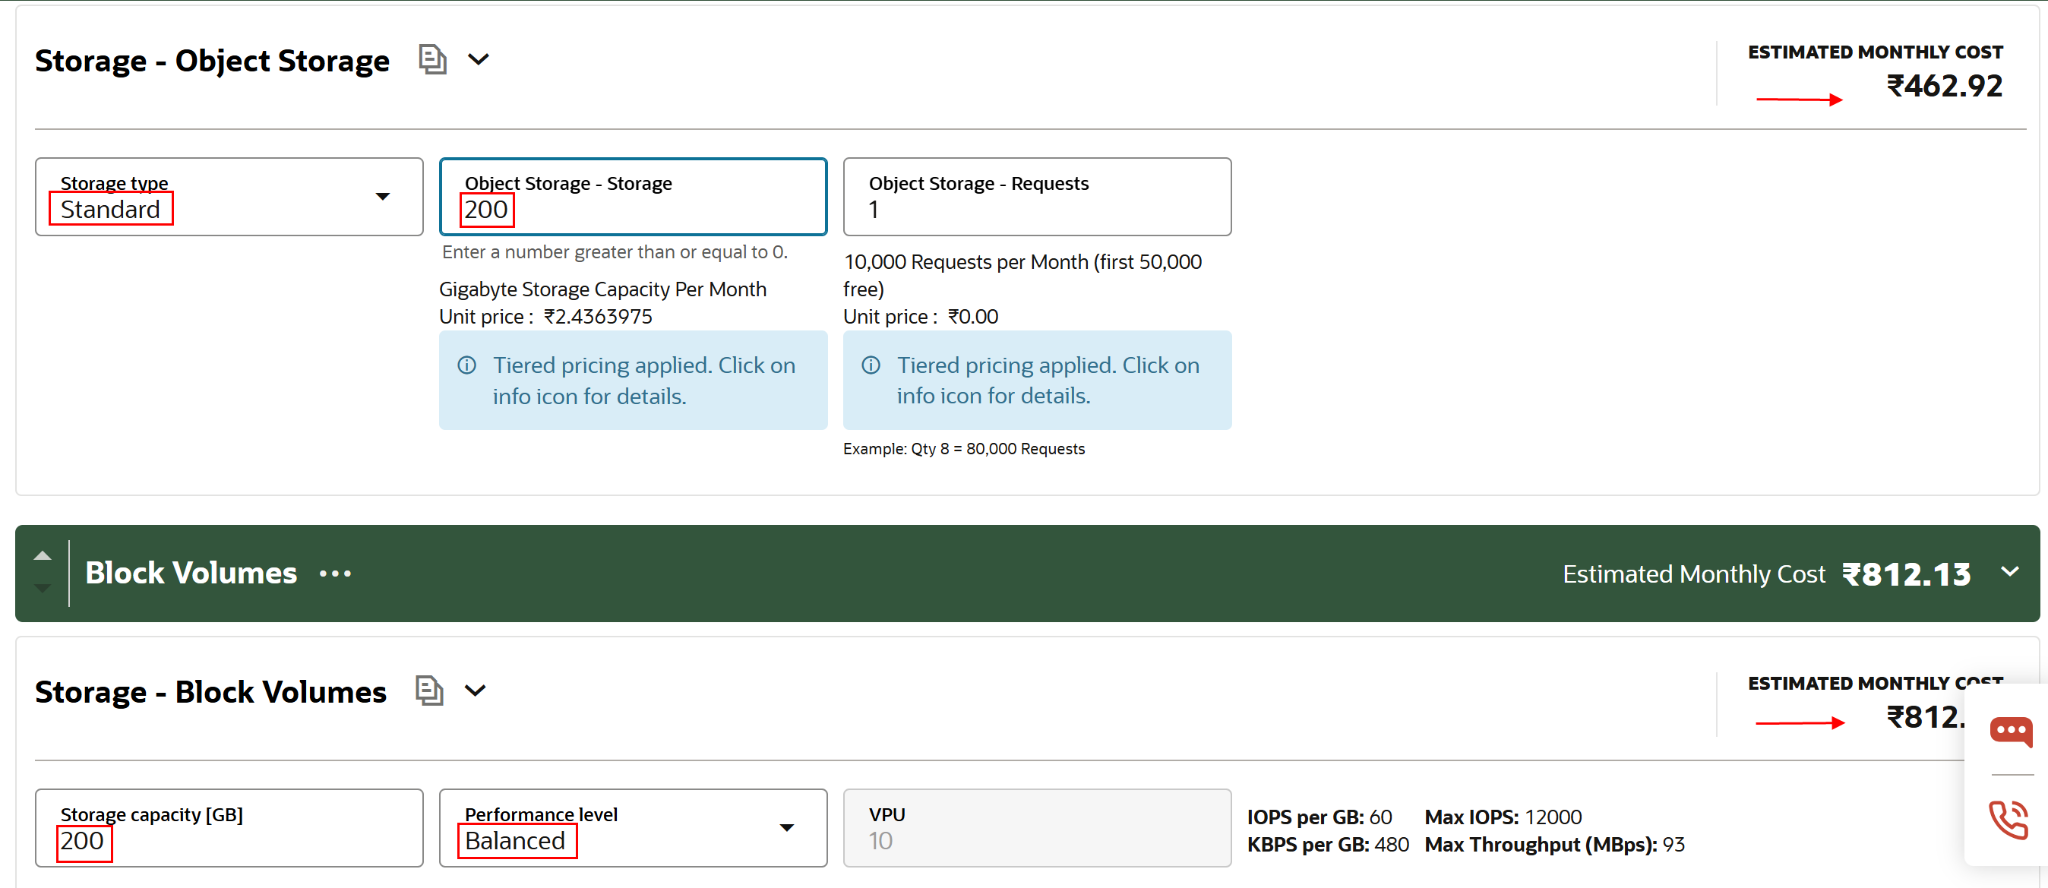 Storage - Object Storage
ESTIMATED MONTHLY COST
₹462.92
Storage type
Standard
Object Storage - Storage
200
Object Storage - Requests
1
Enter a number greater than or equal to 0.
Gigabyte Storage Capacity Per Month
Unit price : ₹2.4363975
10,000 Requests per Month (first 50,000
free)
Unit price : ₹0.00
Tiered pricing applied. Click on
info icon for details.
Tiered pricing applied. Click on
info icon for details.
Example: Qty 8 = 80,000 Requests
Block Volumes ...
Estimated Monthly Cost ₹812.13
Storage - Block Volumes
ESTIMATED MONTHLY COST
₹812.
Storage capacity [GB]
200
Performance level
Balanced
VPU
10
IOPS per GB: 60 Max IOPS: 12000
KBPS per GB: 480 Max Throughput (MBps): 93